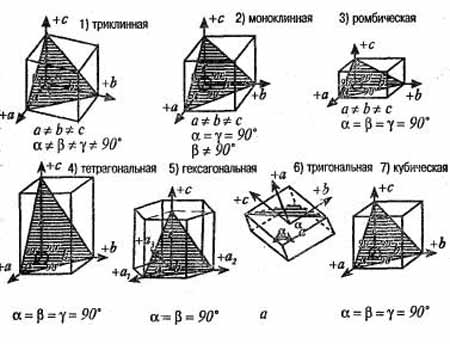 1) триклинная
2) моноклинная
3) ромбическая
+c
+c
+c
+b
+b
+b
+a
+a
+a
a ≠ b ≠ c
α ≠ β ≠ γ ≠ 90°
a ≠ b ≠ c
α = γ = 90°
β ≠ 90°
a ≠ b ≠ c
α = β = γ = 90°
4) тетрагональная
5) гексагональная
6) тригональная
7) кубическая
+c
+c
+c
+a
+b
+c
+b
+a
+a₁
+a₂
+b
+a
α = β = γ = 90°
α = β = 90°
a
α = β = γ = 90°